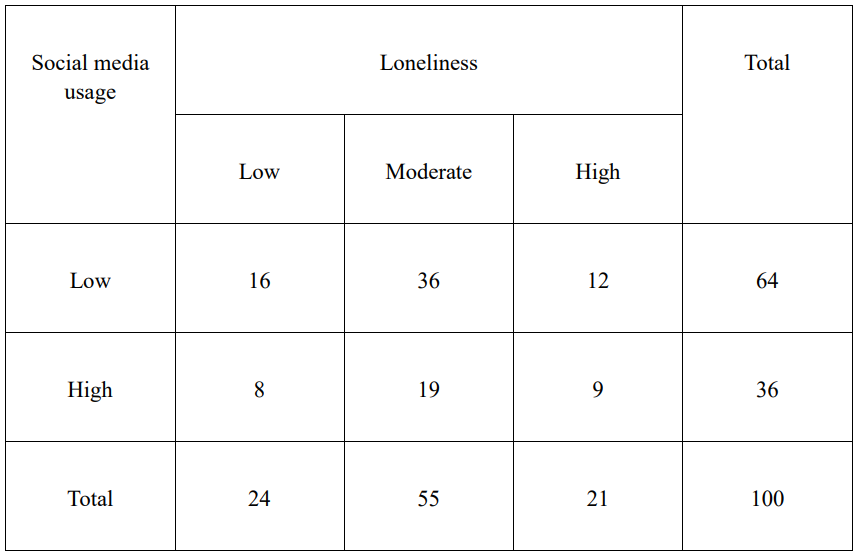 Social media
usage
Loneliness
Total
Low
Moderate
High
Low
16
36
12
64
High
8
19
9
36
Total
24
55
21
100